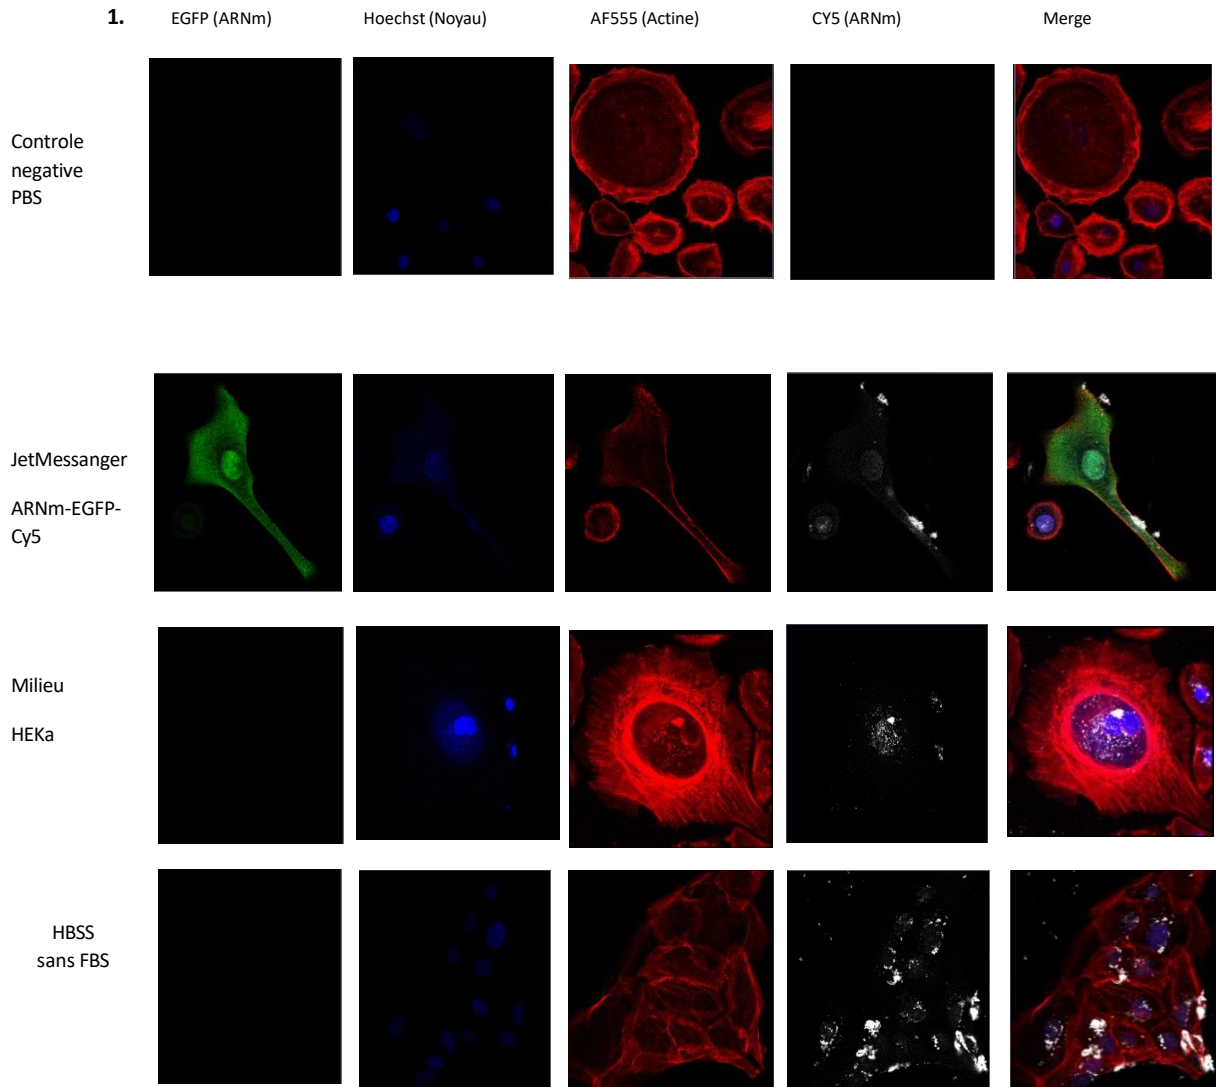 1. EGFP (ARNm) Hoechst (Noyau) AF555 (Actine) CY5 (ARNm) Merge
Controle
negative
PBS
JetMessanger
ARNm-EGFP-
Cy5
Milieu
HEKa
HBSS
sans FBS